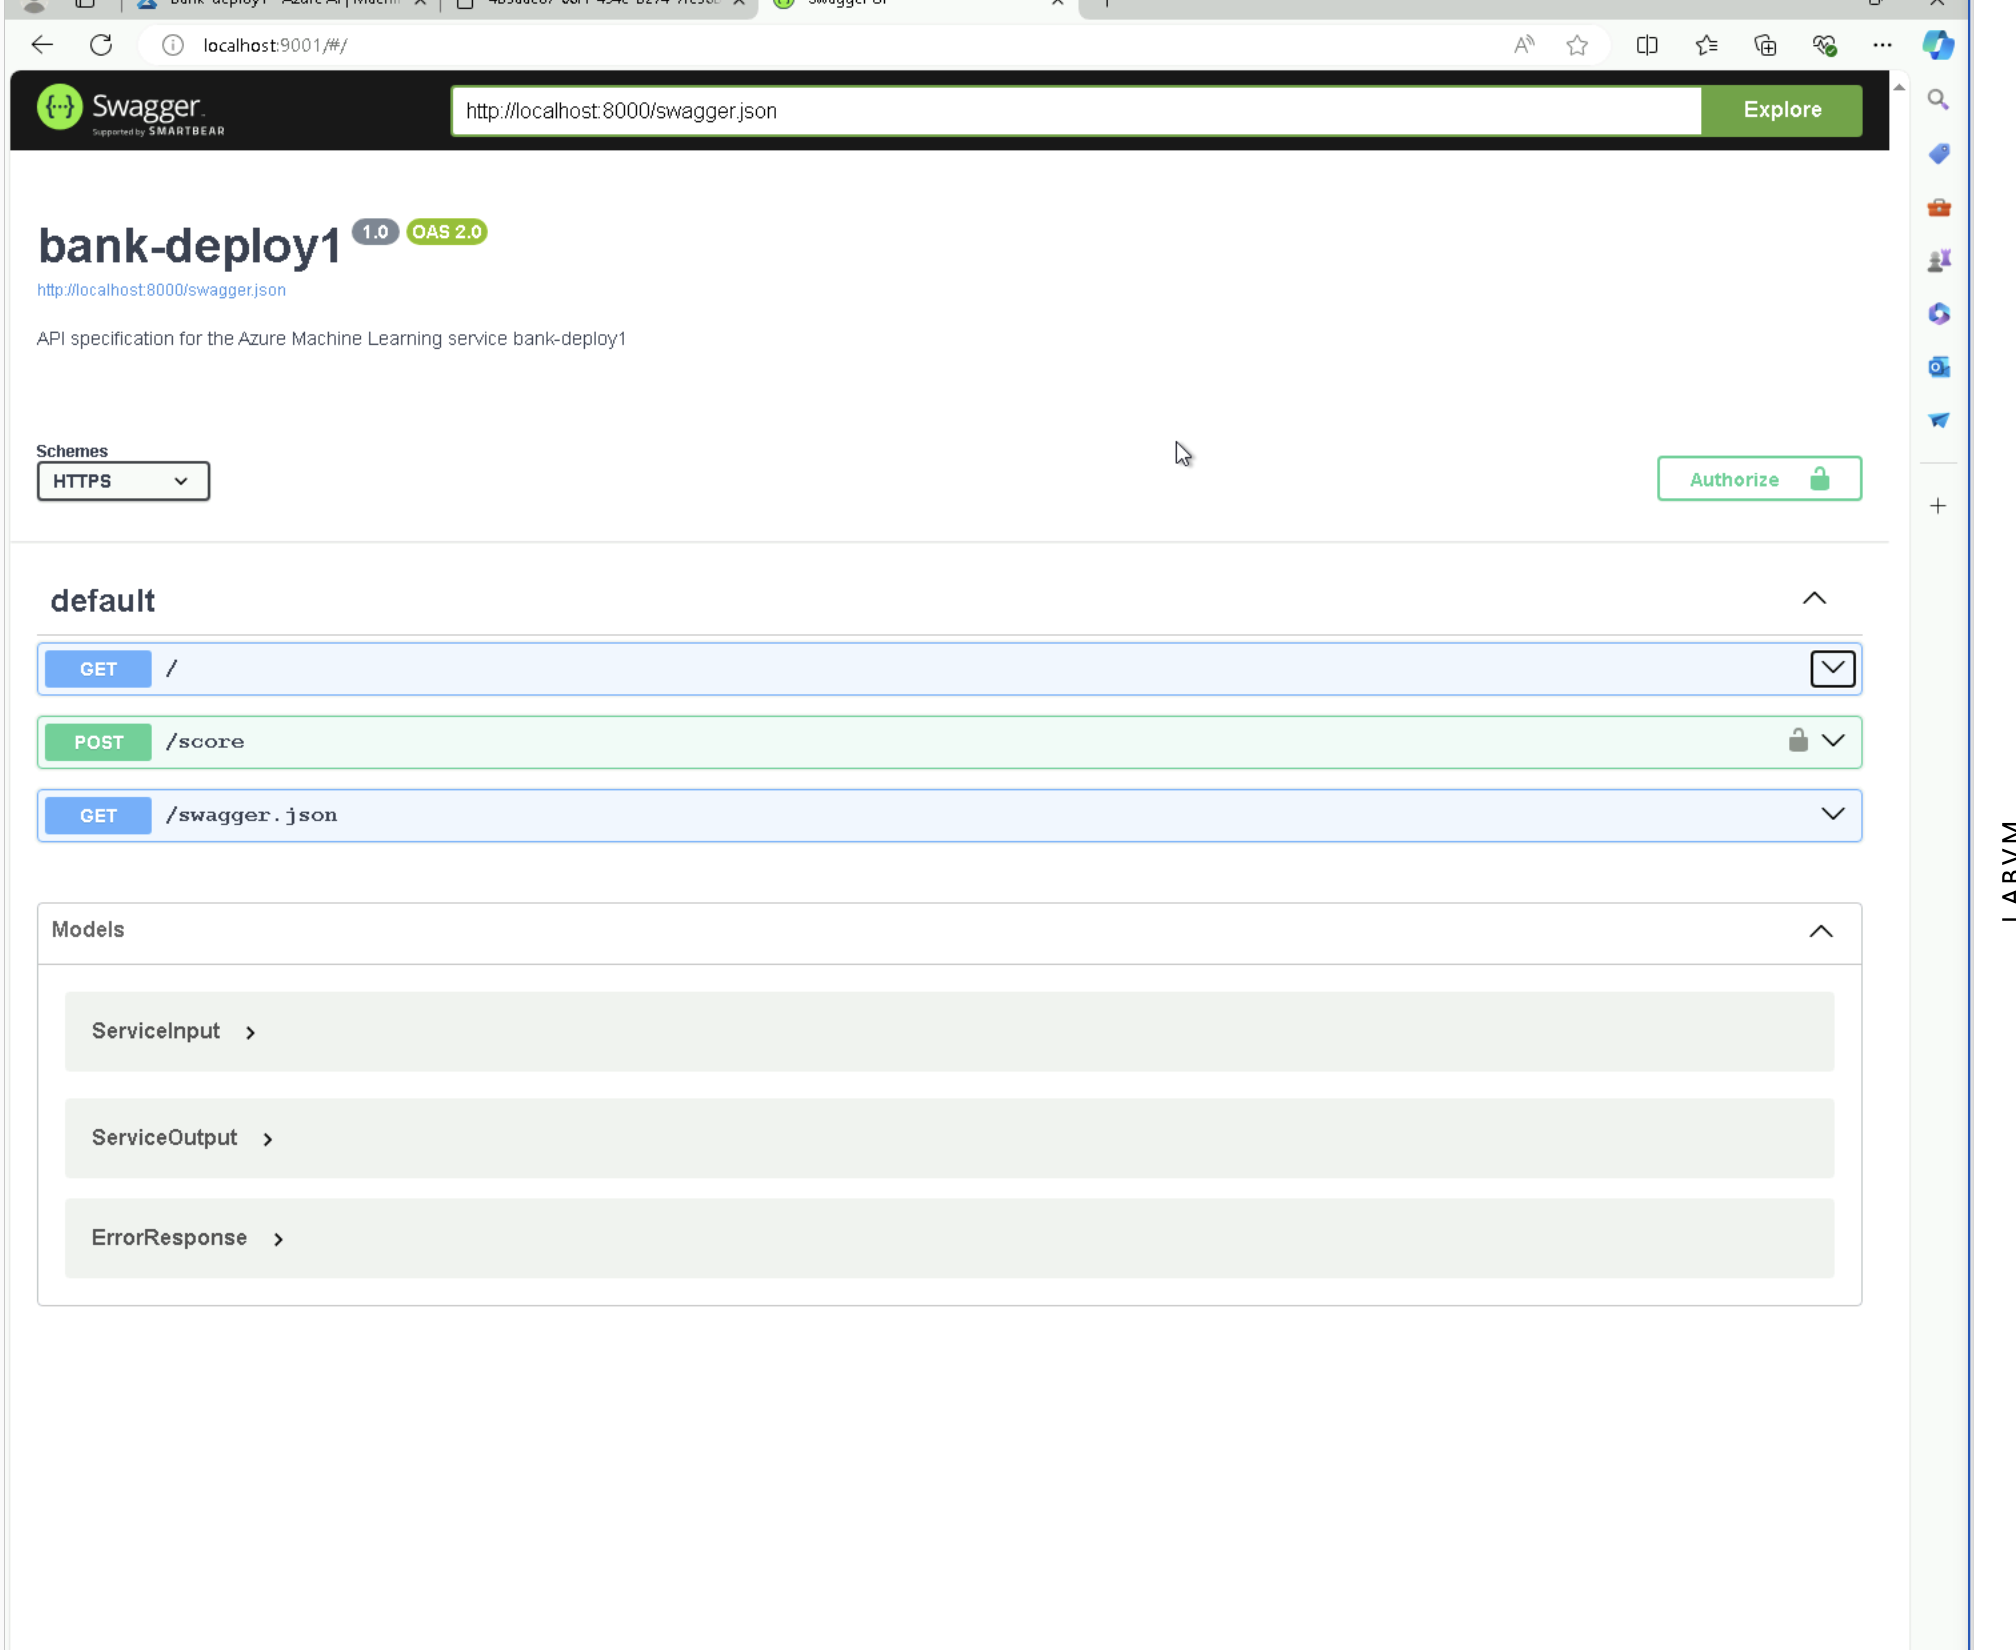 localhost:9001/#/
Swagger.
Supported by SMARTBEAR
http://localhost:8000/swagger.json
Explore
bank-deploy1 1.0 OAS 2.0
http://localhost:8000/swagger.json
API specification for the Azure Machine Learning service bank-deploy1
Schemes
HTTPS
Authorize
default
GET /
POST /score
GET /swagger.json
Models
ServiceInput
ServiceOutput
ErrorResponse
LABVM